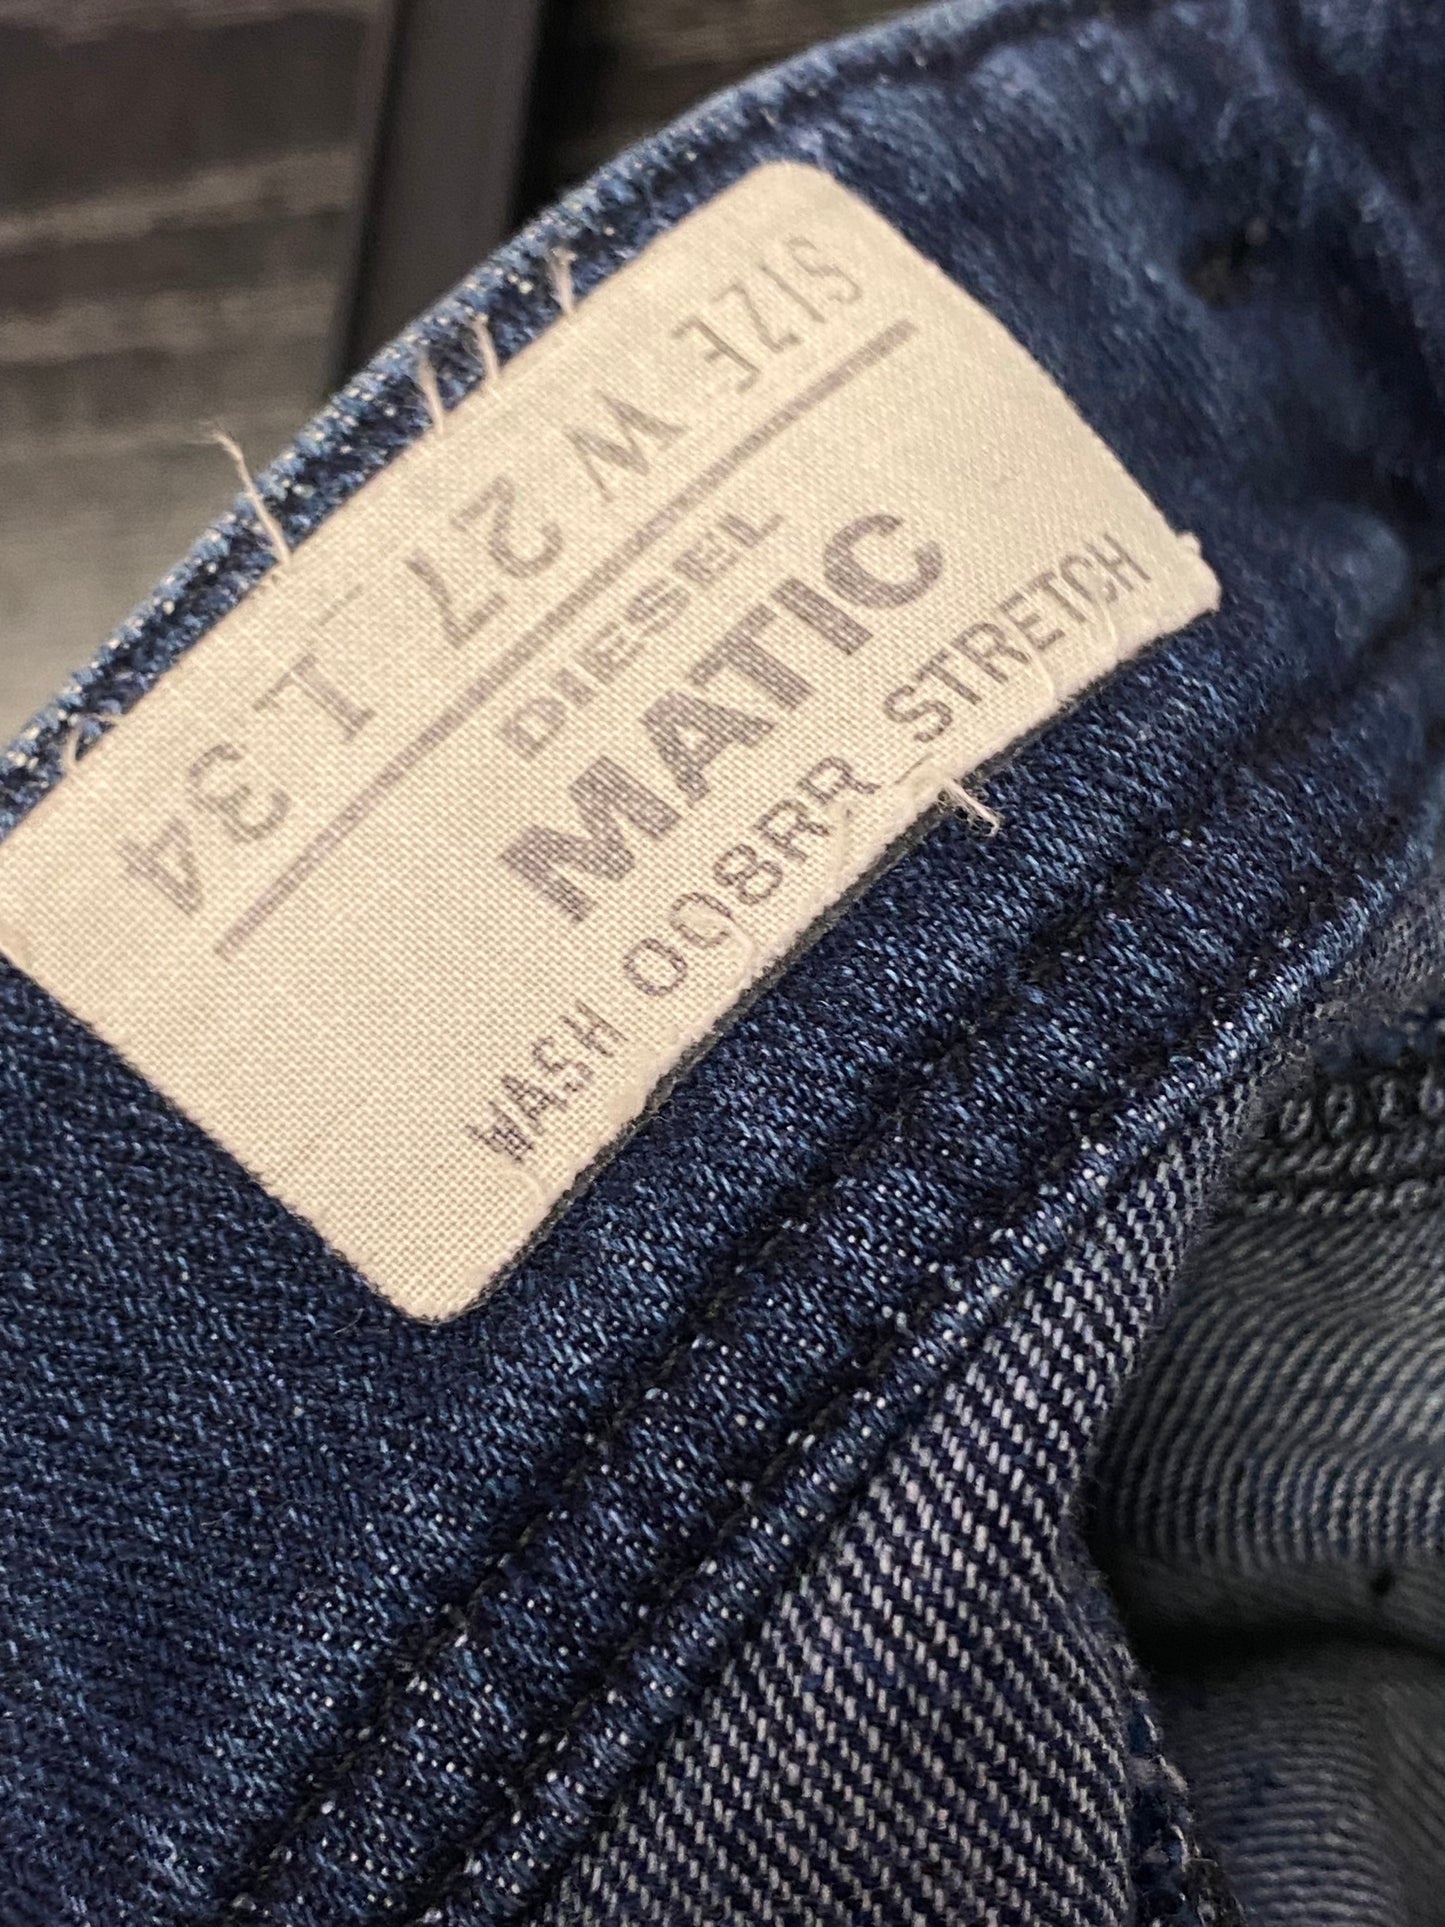 SIZE W 27 L 34
DIESEL
MATIC
WASH 008RR_STRETCH